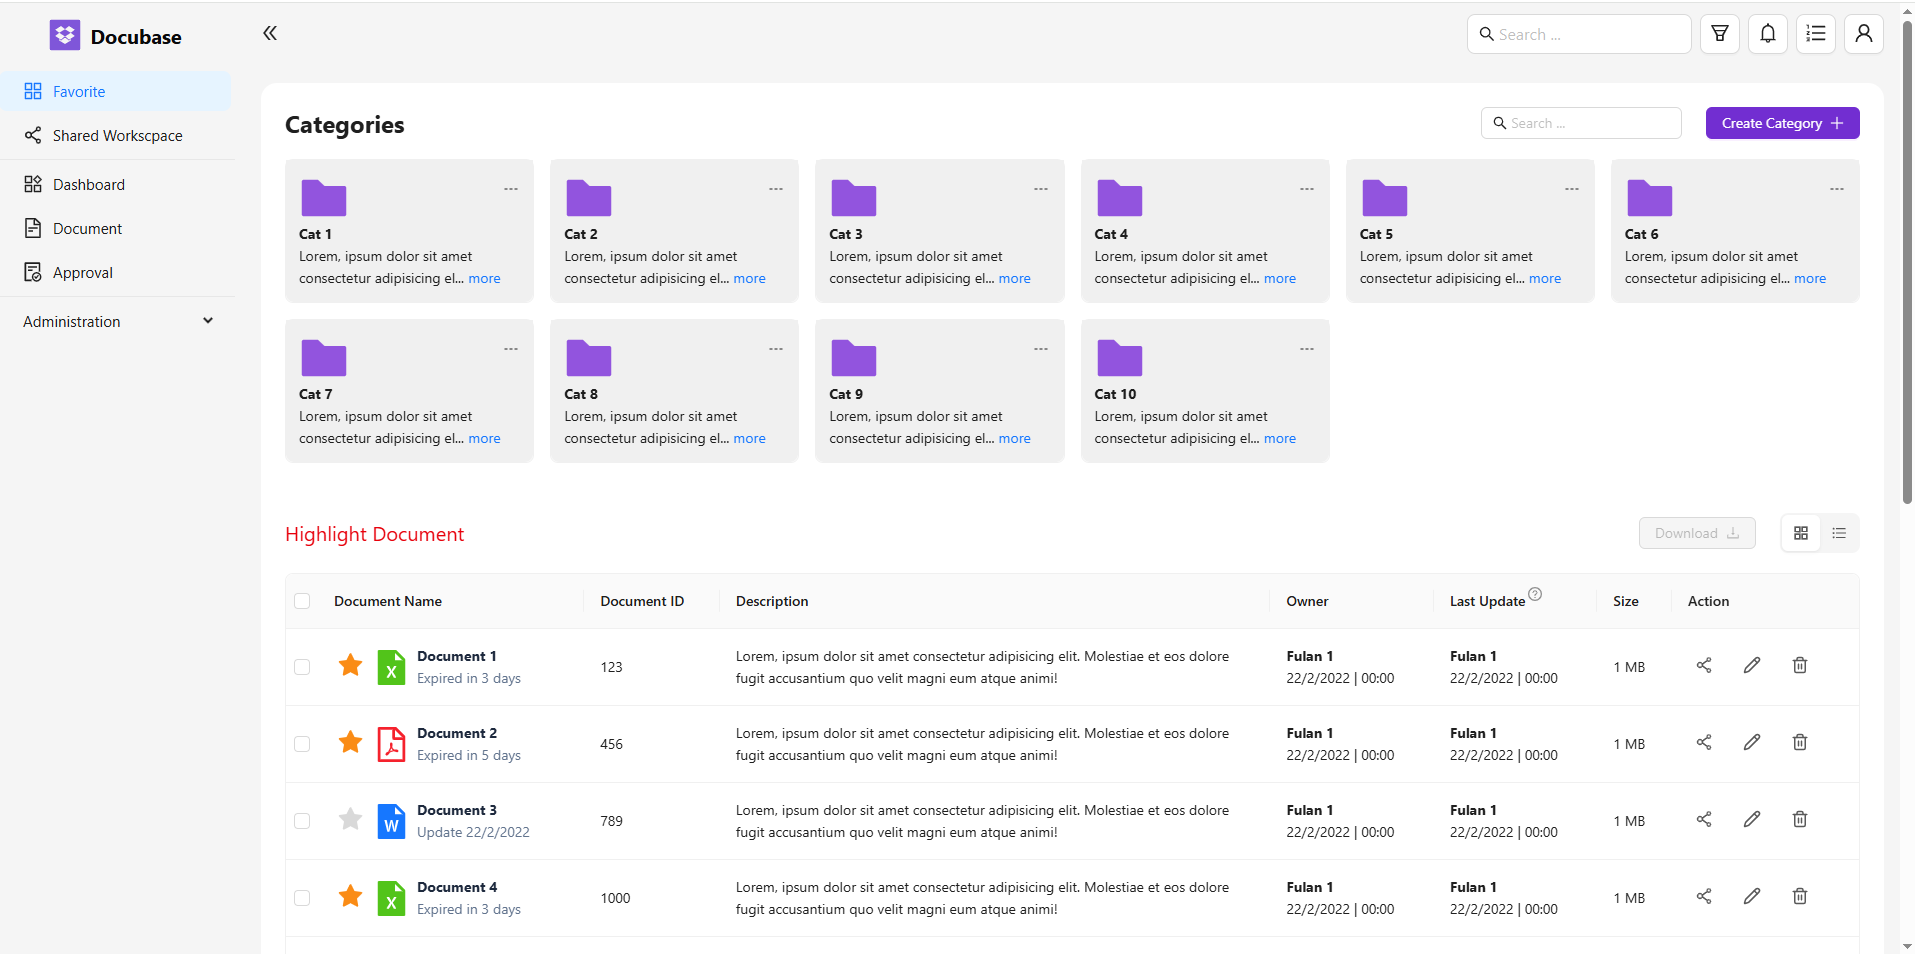 Docubase
Search ...
Favorite
Shared Workscpace
Dashboard
Document
Approval
Administration
Categories
Search ...
Create Category
Cat 1
Lorem, ipsum dolor sit amet
consectetur adipisicing el... more
Cat 2
Lorem, ipsum dolor sit amet
consectetur adipisicing el... more
Cat 3
Lorem, ipsum dolor sit amet
consectetur adipisicing el... more
Cat 4
Lorem, ipsum dolor sit amet
consectetur adipisicing el... more
Cat 5
Lorem, ipsum dolor sit amet
consectetur adipisicing el... more
Cat 6
Lorem, ipsum dolor sit amet
consectetur adipisicing el... more
Cat 7
Lorem, ipsum dolor sit amet
consectetur adipisicing el... more
Cat 8
Lorem, ipsum dolor sit amet
consectetur adipisicing el... more
Cat 9
Lorem, ipsum dolor sit amet
consectetur adipisicing el... more
Cat 10
Lorem, ipsum dolor sit amet
consectetur adipisicing el... more
Highlight Document
Download
Document Name Document ID Description Owner Last Update Size Action
Document 1
Expired in 3 days
123
Lorem, ipsum dolor sit amet consectetur adipisicing elit. Molestiae et eos dolore
fugit accusantium quo velit magni eum atque animi!
Fulan 1
22/2/2022 | 00:00
Fulan 1
22/2/2022 | 00:00
1 MB
Document 2
Expired in 5 days
456
Lorem, ipsum dolor sit amet consectetur adipisicing elit. Molestiae et eos dolore
fugit accusantium quo velit magni eum atque animi!
Fulan 1
22/2/2022 | 00:00
Fulan 1
22/2/2022 | 00:00
1 MB
Document 3
Update 22/2/2022
789
Lorem, ipsum dolor sit amet consectetur adipisicing elit. Molestiae et eos dolore
fugit accusantium quo velit magni eum atque animi!
Fulan 1
22/2/2022 | 00:00
Fulan 1
22/2/2022 | 00:00
1 MB
Document 4
Expired in 3 days
1000
Lorem, ipsum dolor sit amet consectetur adipisicing elit. Molestiae et eos dolore
fugit accusantium quo velit magni eum atque animi!
Fulan 1
22/2/2022 | 00:00
Fulan 1
22/2/2022 | 00:00
1 MB